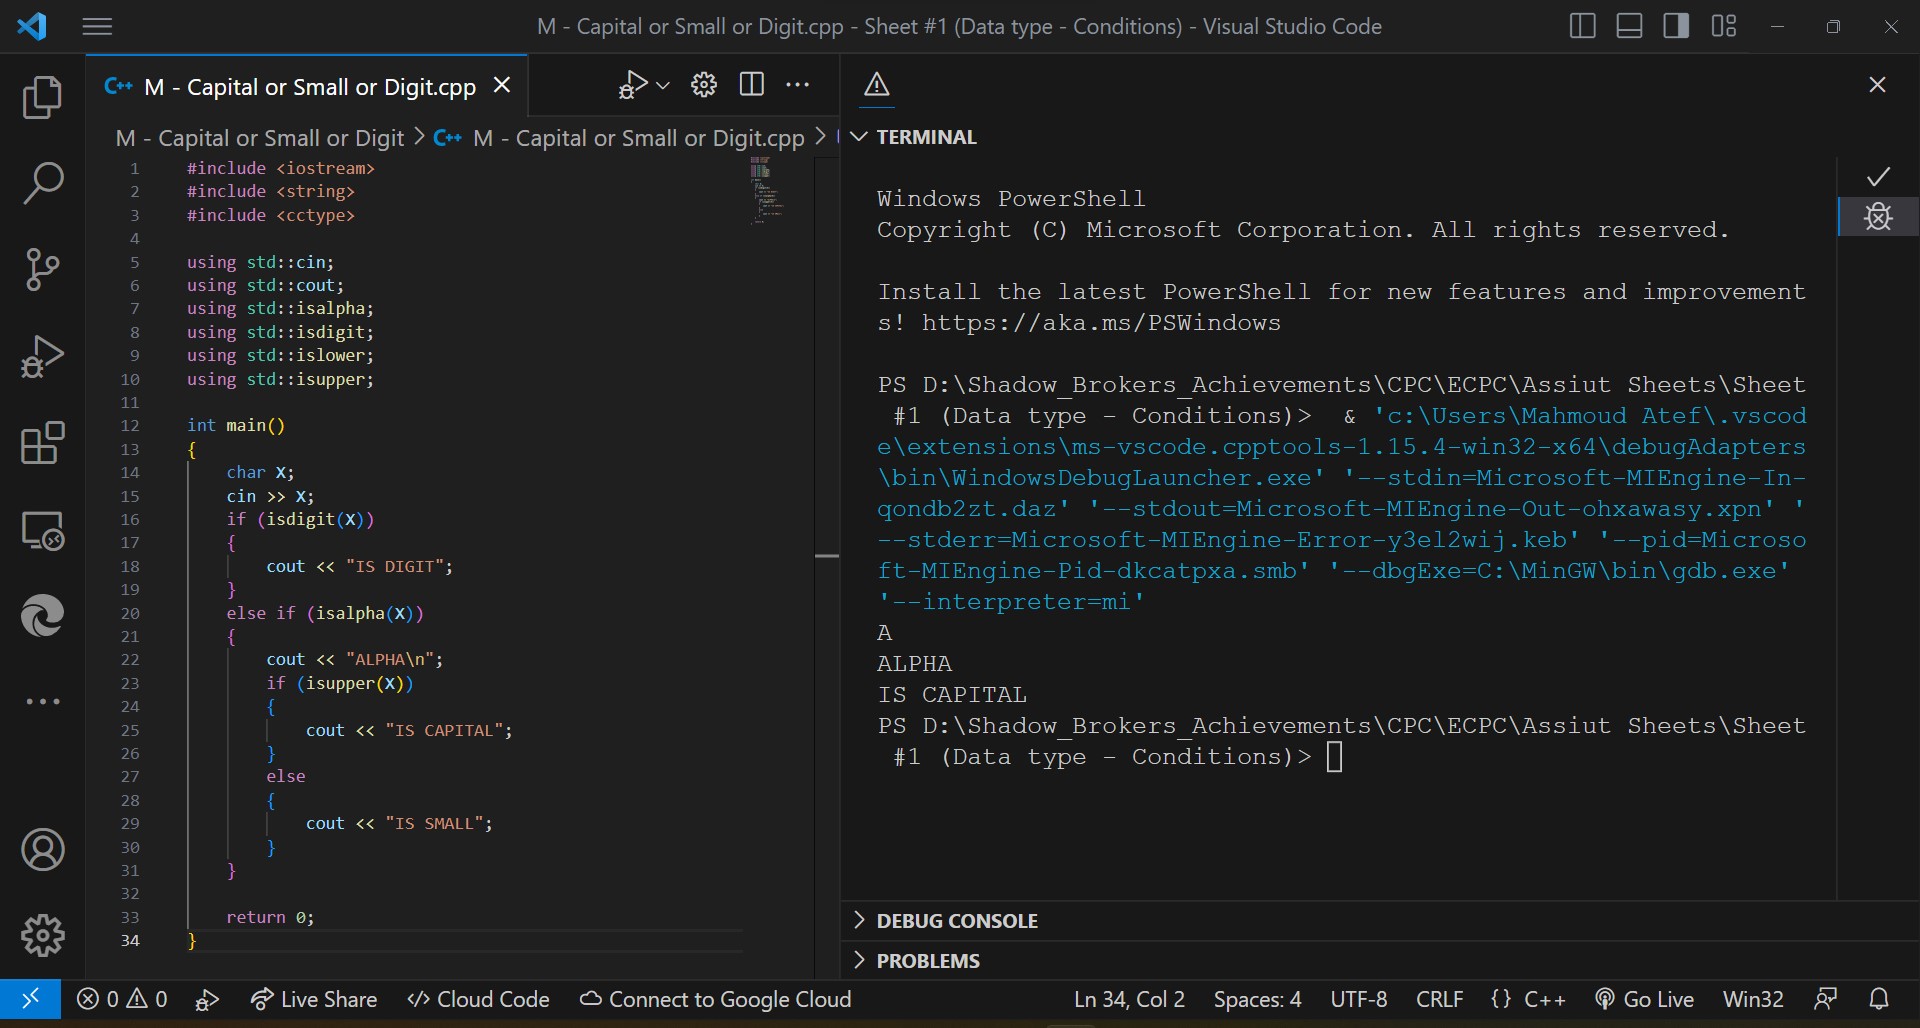 M - Capital or Small or Digit.cpp - Sheet #1 (Data type - Conditions) - Visual Studio Code
C++ M - Capital or Small or Digit.cpp
M - Capital or Small or Digit > C++ M - Capital or Small or Digit.cpp >
1 #include <iostream>
2 #include <string>
3 #include <cctype>
4
5 using std::cin;
6 using std::cout;
7 using std::isalpha;
8 using std::isdigit;
9 using std::islower;
10 using std::isupper;
11
12 int main()
13 {
14 char X;
15 cin >> X;
16 if (isdigit(X))
17 {
18 cout << "IS DIGIT";
19 }
20 else if (isalpha(X))
21 {
22 cout << "ALPHA\n";
23 if (isupper(X))
24 {
25 cout << "IS CAPITAL";
26 }
27 else
28 {
29 cout << "IS SMALL";
30 }
31 }
32
33 return 0;
34 }
TERMINAL
Windows PowerShell
Copyright (C) Microsoft Corporation. All rights reserved.
Install the latest PowerShell for new features and improvement
s! https://aka.ms/PSWindows
PS D:\Shadow_Brokers_Achievements\CPC\ECPC\Assiut Sheets\Sheet
#1 (Data type - Conditions)> & 'c:\Users\Mahmoud Atef\.vscod
e\extensions\ms-vscode.cpptools-1.15.4-win32-x64\debugAdapters
\bin\WindowsDebugLauncher.exe' '--stdin=Microsoft-MIEngine-In-
qondb2zt.daz' '--stdout=Microsoft-MIEngine-Out-ohxawasy.xpn' '
--stderr=Microsoft-MIEngine-Error-y3el2wij.keb' '--pid=Microso
ft-MIEngine-Pid-dkcatpxa.smb' '--dbgExe=C:\MinGW\bin\gdb.exe'
'--interpreter=mi'
A
ALPHA
IS CAPITAL
PS D:\Shadow_Brokers_Achievements\CPC\ECPC\Assiut Sheets\Sheet
#1 (Data type - Conditions)>
DEBUG CONSOLE
PROBLEMS
0 0 Live Share Cloud Code Connect to Google Cloud Ln 34, Col 2 Spaces: 4 UTF-8 CRLF {} C++ Go Live Win32